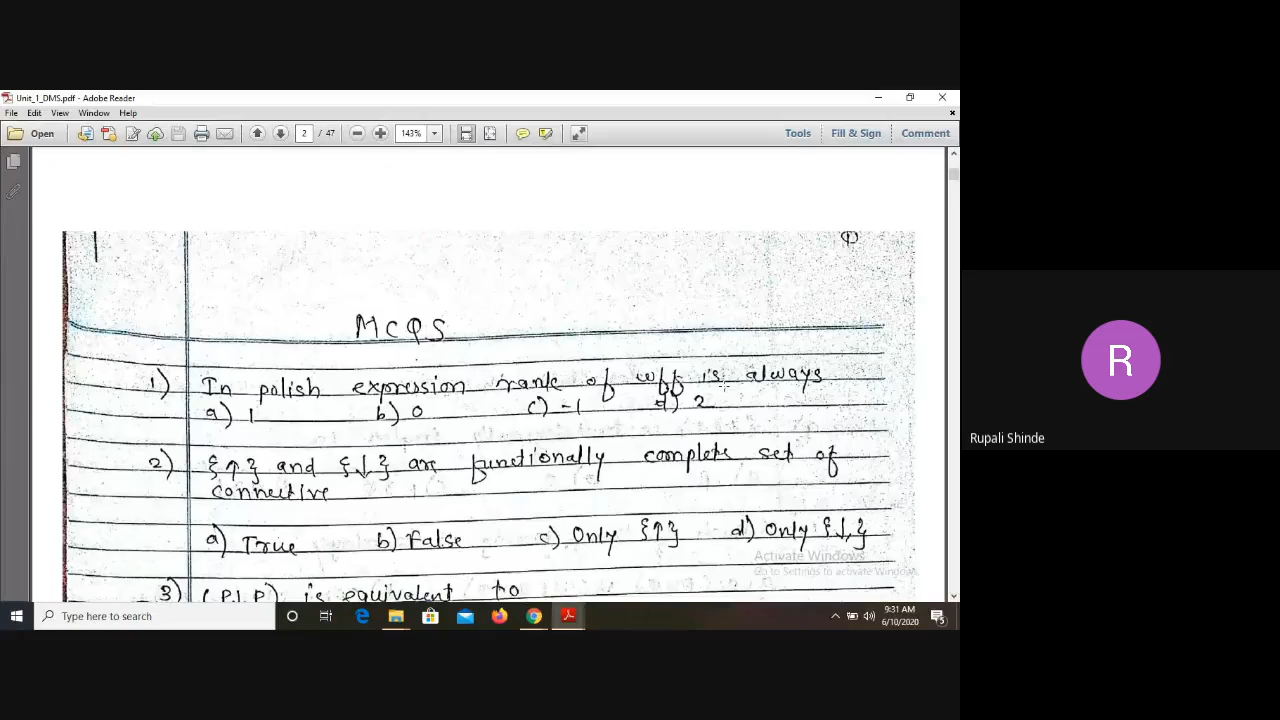 Unit_1_DMS.pdf - Adobe Reader
File Edit View Window Help
Open 2 / 47 143% Tools Fill & Sign Comment
1
MCQS
1) In polish expression rank of wff is always
a) 1 b) 0 c) -1 d) 2
2) {↑} and {↓} are functionally complete set of
connective
a) True b) False c) Only {↑} d) Only {↓}
Activate Windows
Go to Settings to activate Windows.
3) (P↓P) is equivalent to
Type here to search
9:31 AM
6/10/2020
5
R
Rupali Shinde